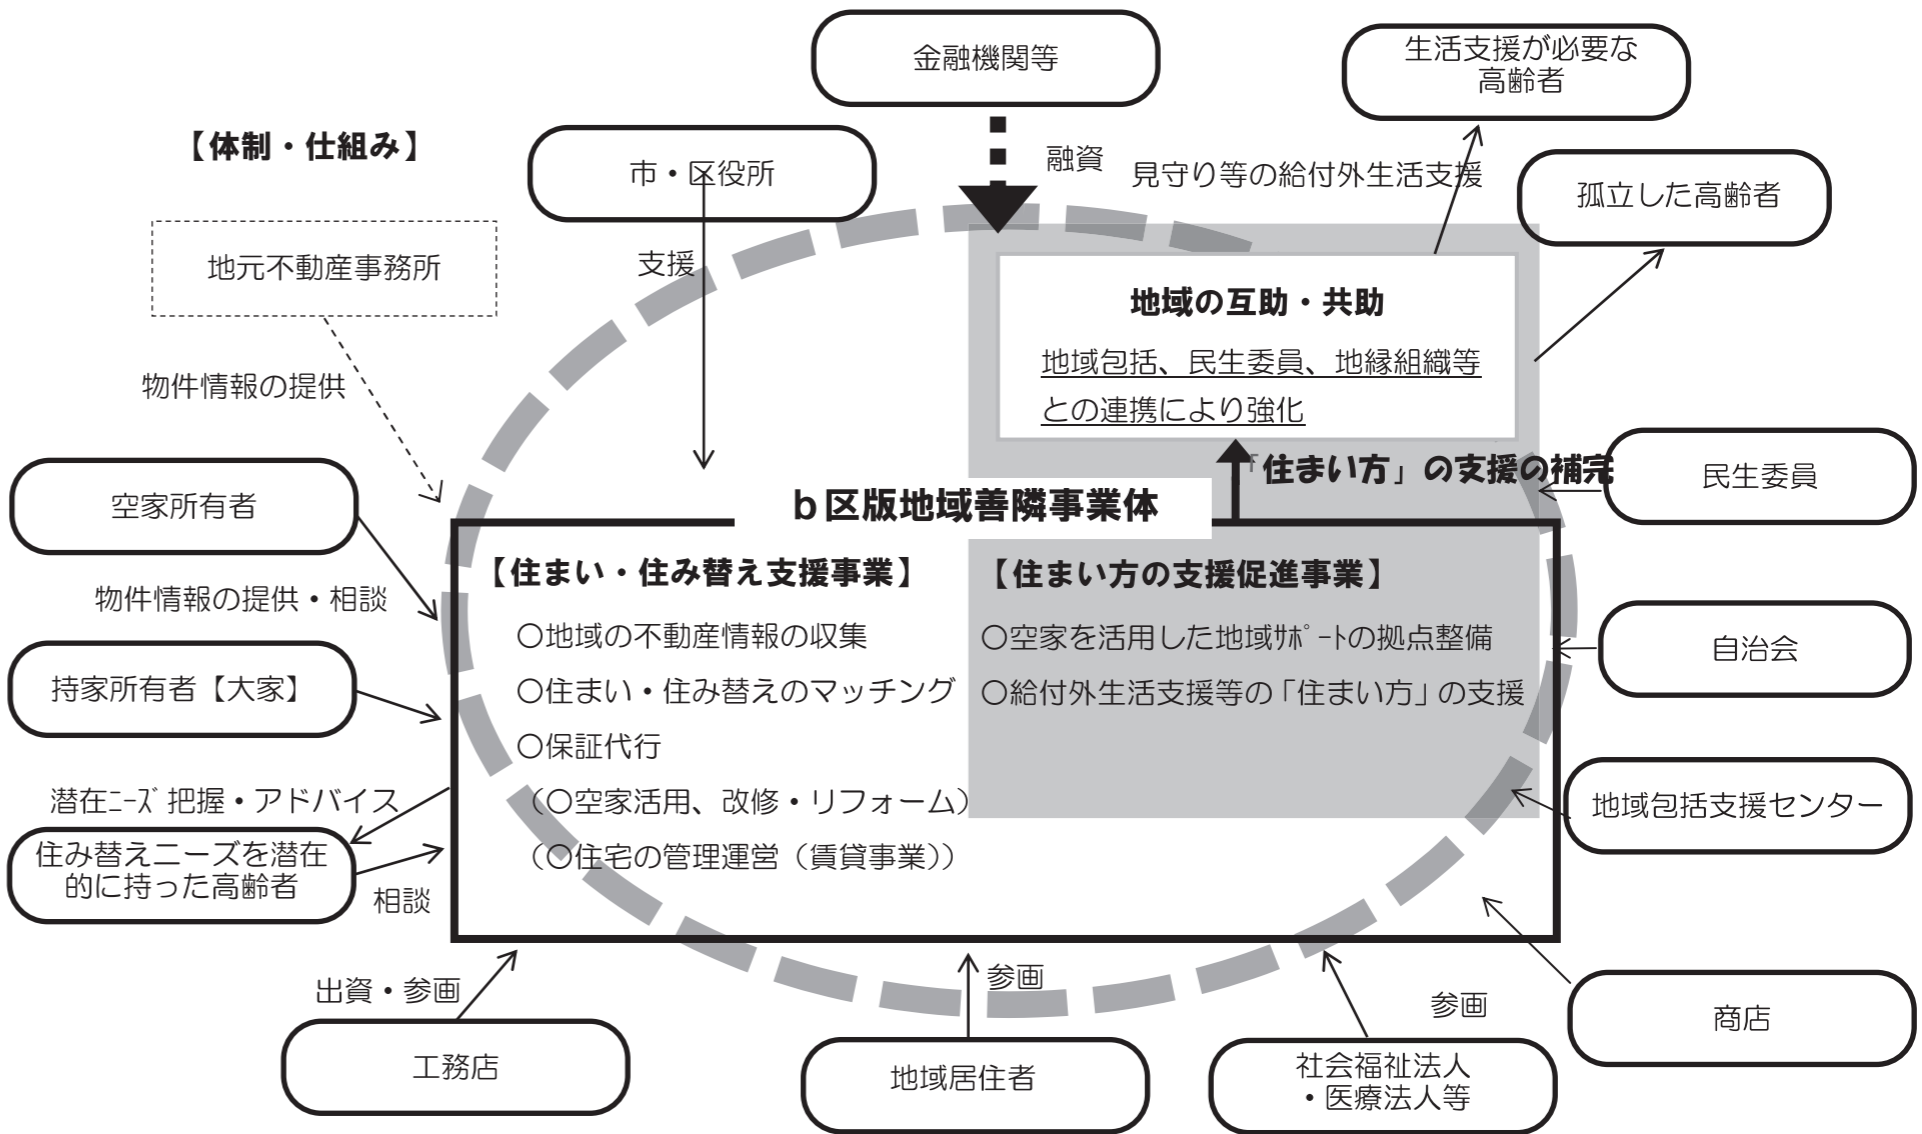 金融機関等
生活支援が必要な
高齢者
【体制・仕組み】
市・区役所
融資
見守り等の給付外生活支援
孤立した高齢者
地元不動産事務所
支援
地域の互助・共助
地域包括、民生委員、地縁組織等
との連携により強化
物件情報の提供
「住まい方」の支援の補完
民生委員
空家所有者
b区版地域善隣事業体
【住まい・住み替え支援事業】
〇地域の不動産情報の収集
〇住まい・住み替えのマッチング
〇保証代行
（〇空家活用、改修・リフォーム）
（〇住宅の管理運営（賃貸事業））
【住まい方の支援促進事業】
〇空家を活用した地域ｻﾎﾟｰﾄの拠点整備
〇給付外生活支援等の「住まい方」の支援
物件情報の提供・相談
自治会
持家所有者【大家】
潜在ﾆｰｽﾞ把握・アドバイス
地域包括支援センター
住み替えニーズを潜在
的に持った高齢者
相談
出資・参画
参画
参画
商店
工務店
地域居住者
社会福祉法人
・医療法人等